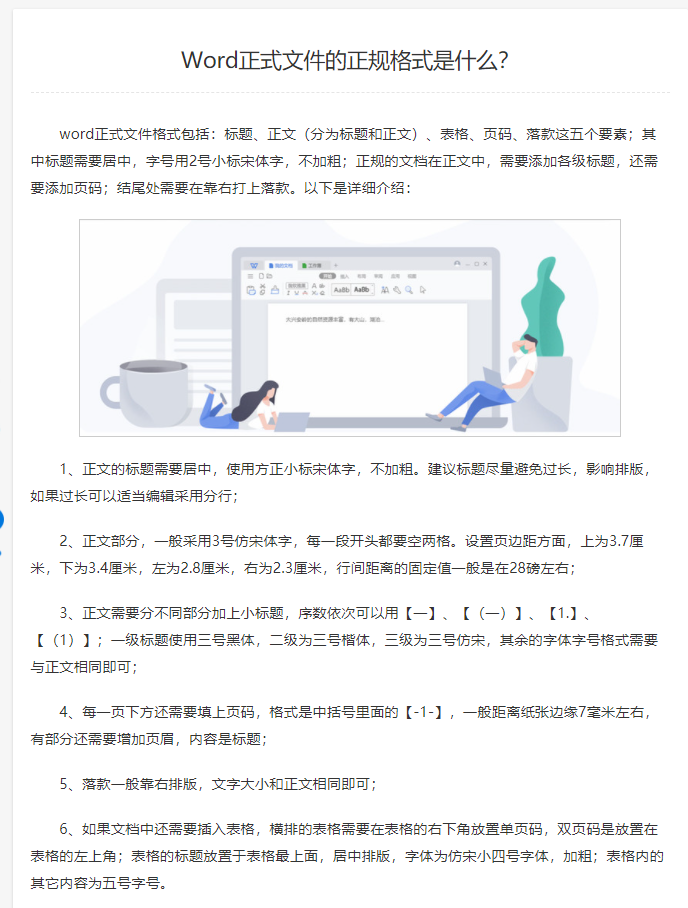 Word正式文件的正规格式是什么？
word正式文件格式包括：标题、正文（分为标题和正文）、表格、页码、落款这五个要素；其
中标题需要居中，字号用2号小标宋体字，不加粗；正规的文档在正文中，需要添加各级标题，还需
要添加页码；结尾处需要在靠右打上落款。以下是详细介绍：
AaBb AaBb
1、正文的标题需要居中，使用方正小标宋体字，不加粗。建议标题尽量避免过长，影响排版，
如果过长可以适当编辑采用分行；
2、正文部分，一般采用3号仿宋体字，每一段开头都要空两格。设置页边距方面，上为3.7厘
米，下为3.4厘米，左为2.8厘米，右为2.3厘米，行间距离的固定值一般是在28磅左右；
3、正文需要分不同部分加上小标题，序数依次可以用【一】、【（一）】、【1.】、
【（1）】；一级标题使用三号黑体，二级为三号楷体，三级为三号仿宋，其余的字体字号格式需要
与正文相同即可；
4、每一页下方还需要填上页码，格式是中括号里面的【-1-】，一般距离纸张边缘7毫米左右，
有部分还需要增加页眉，内容是标题；
5、落款一般靠右排版，文字大小和正文相同即可；
6、如果文档中还需要插入表格，横排的表格需要在表格的右下角放置单页码，双页码是放置在
表格的左上角；表格的标题放置于表格最上面，居中排版，字体为仿宋小四号字体，加粗；表格内的
其它内容为五号字号。